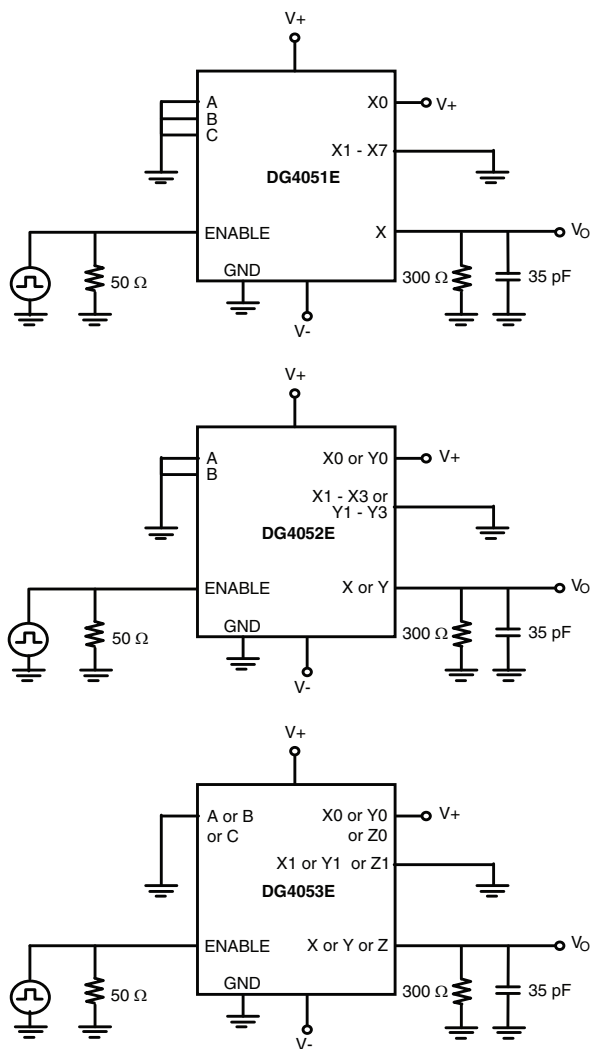 V+
A
B
C
X0
V+
X1 - X7
DG4051E
ENABLE
X
VO
50 Ω
GND
300 Ω
35 pF
V-
V+
A
B
X0 or Y0
V+
X1 - X3 or
Y1 - Y3
DG4052E
ENABLE
X or Y
VO
50 Ω
GND
300 Ω
35 pF
V-
V+
A or B
or C
X0 or Y0
or Z0
V+
X1 or Y1 or Z1
DG4053E
ENABLE
X or Y or Z
VO
50 Ω
GND
300 Ω
35 pF
V-